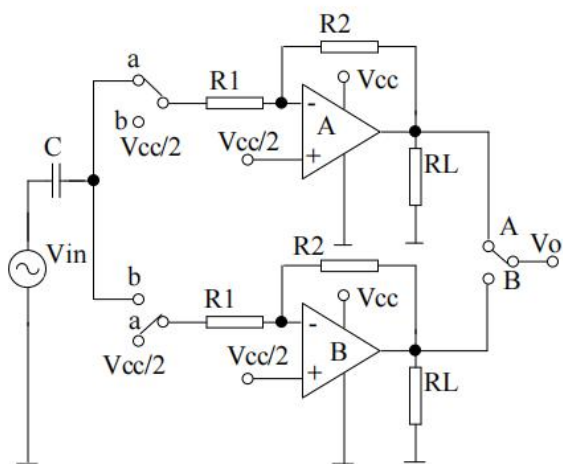 R2
a
R1
Vcc
-
A
b
Vcc/2
C
Vcc/2
+
RL
Vin
A
Vo
R2
B
b
R1
Vcc
a
-
Vcc/2
Vcc/2
B
+
RL